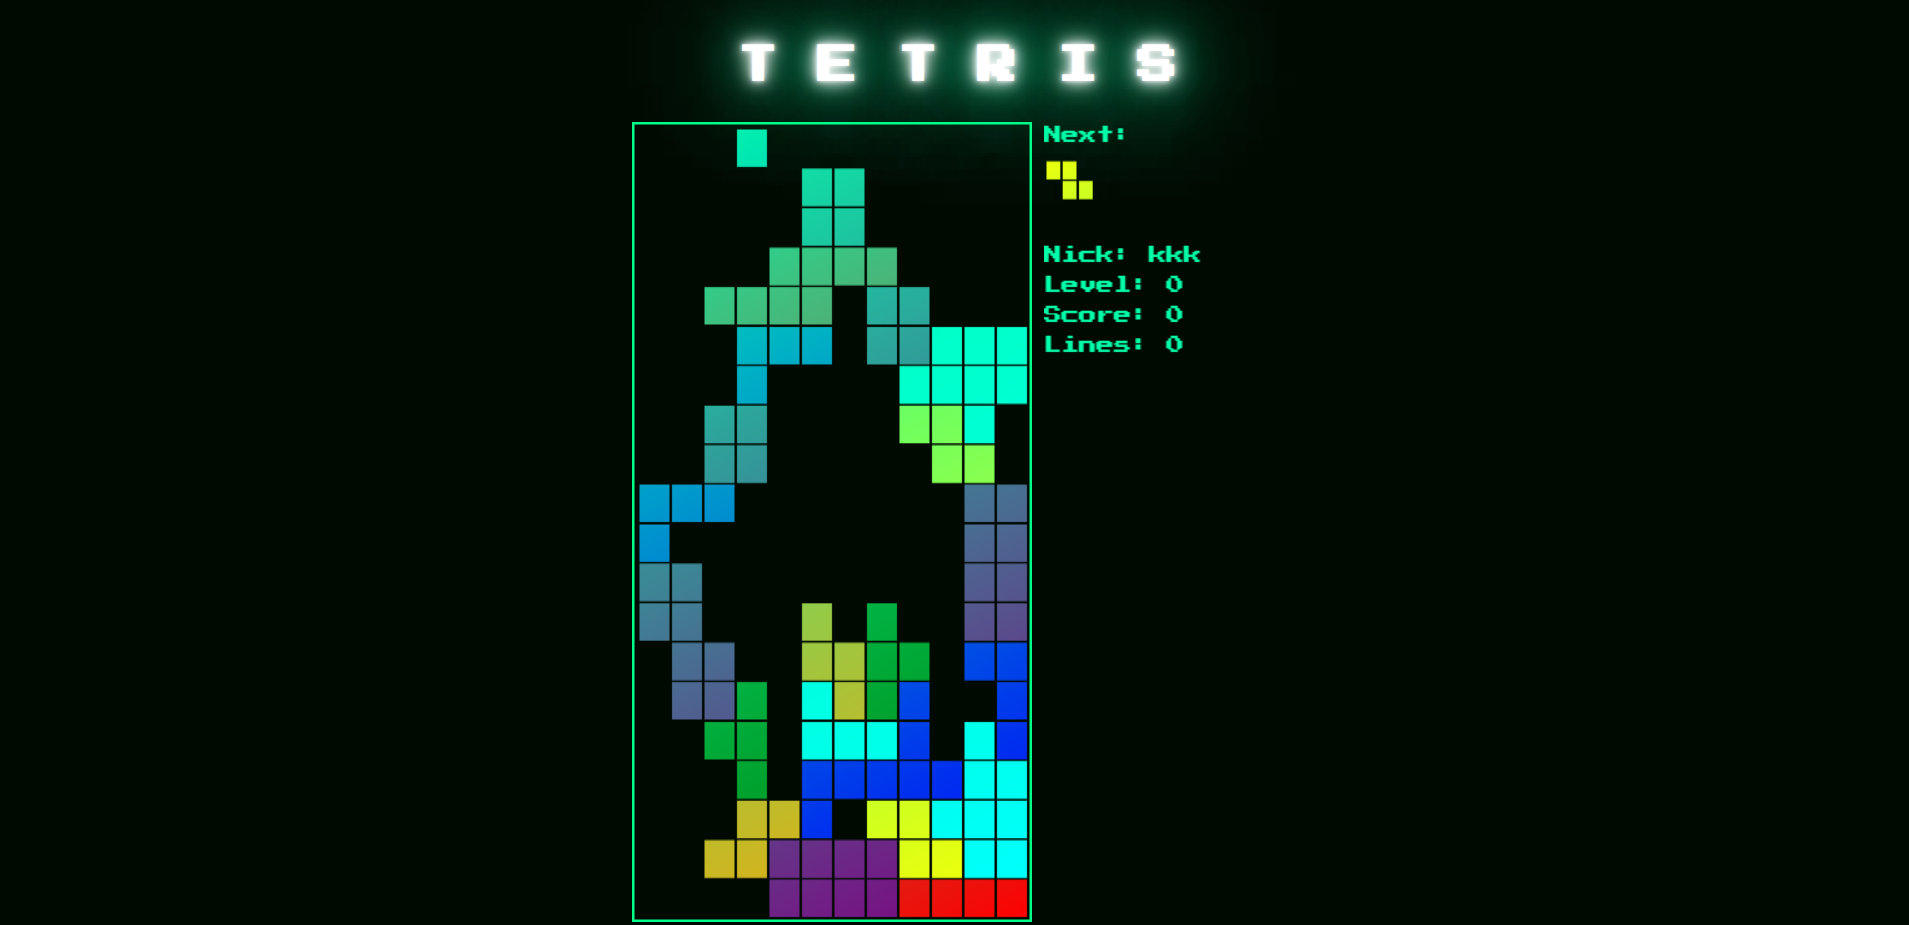 TETRIS
Next:
Nick: kkk
Level: 0
Score: 0
Lines: 0